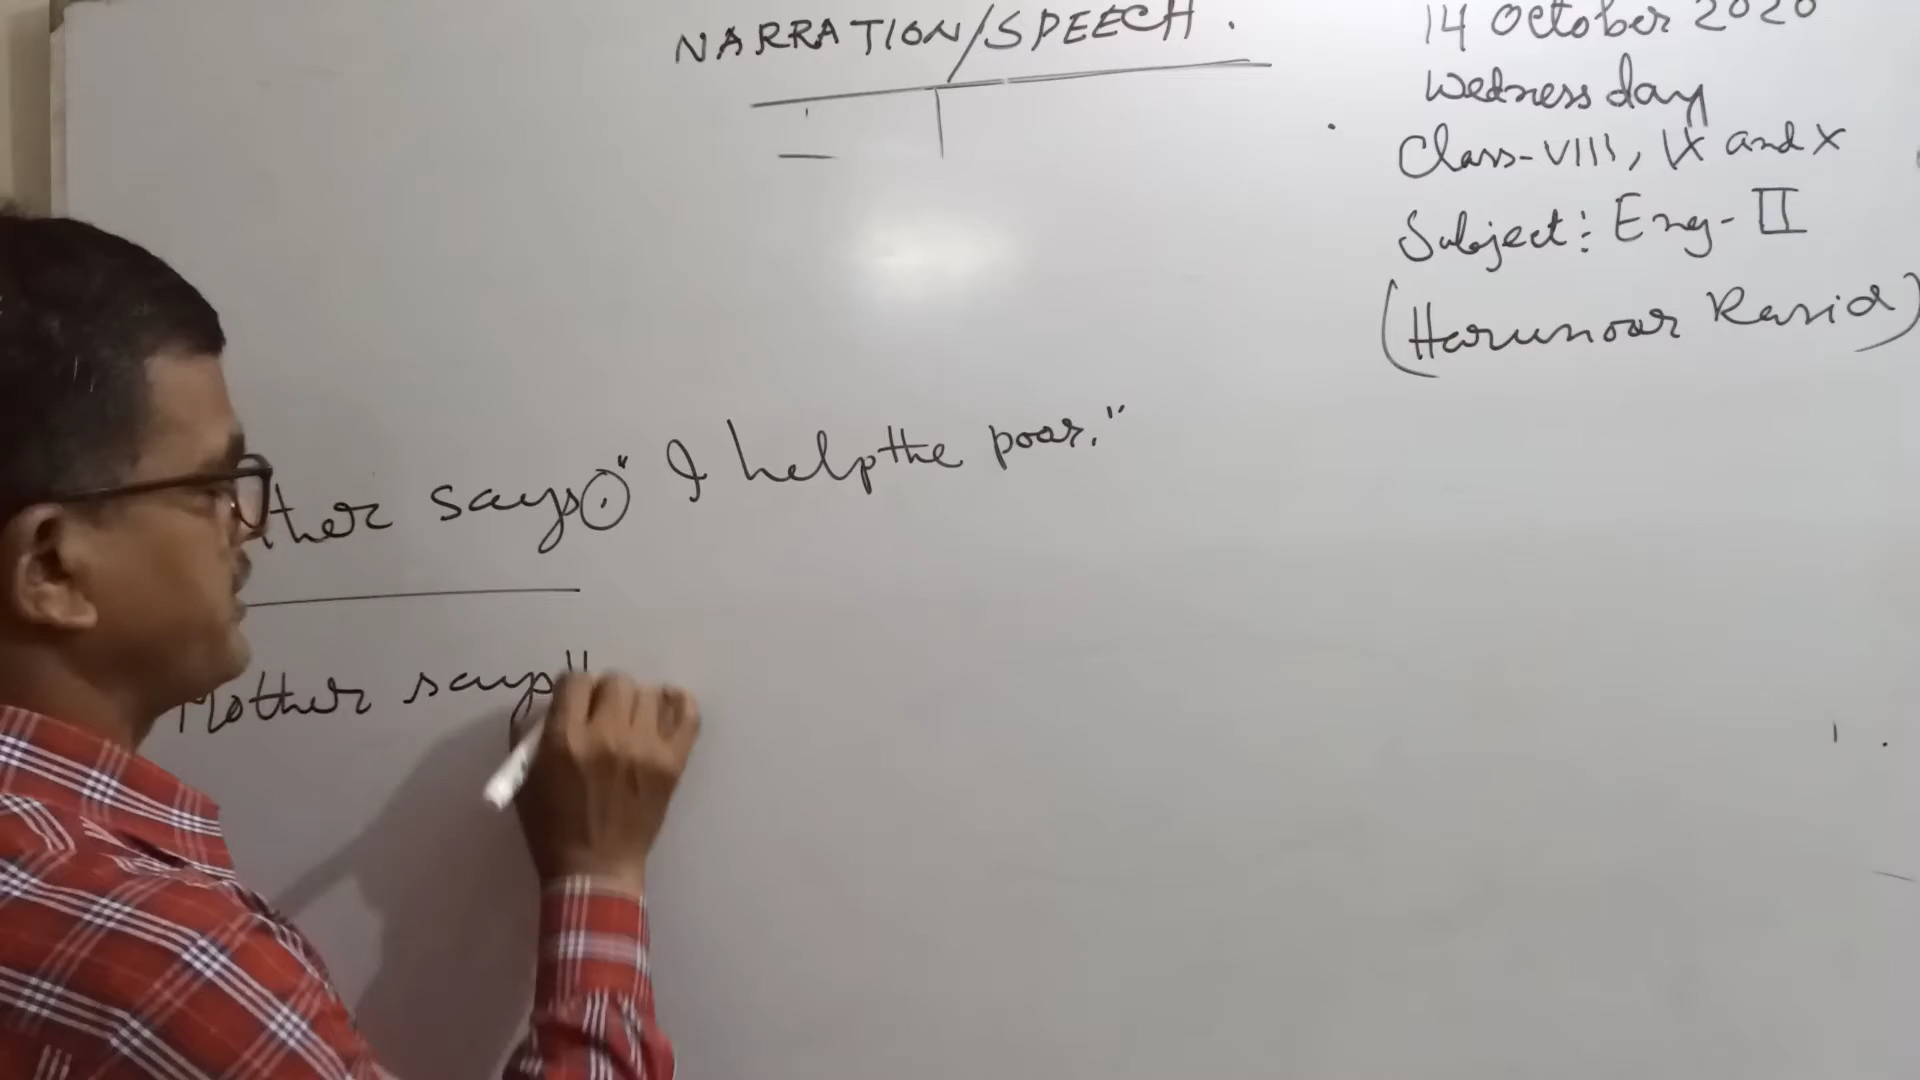 NARRATION/SPEECH.
14 October 2020
Wednessday
Class-VIII, IX and X
Subject: Eng-II
(Harunoar Rasid)
ther says, " I help the poor."
Mother says "